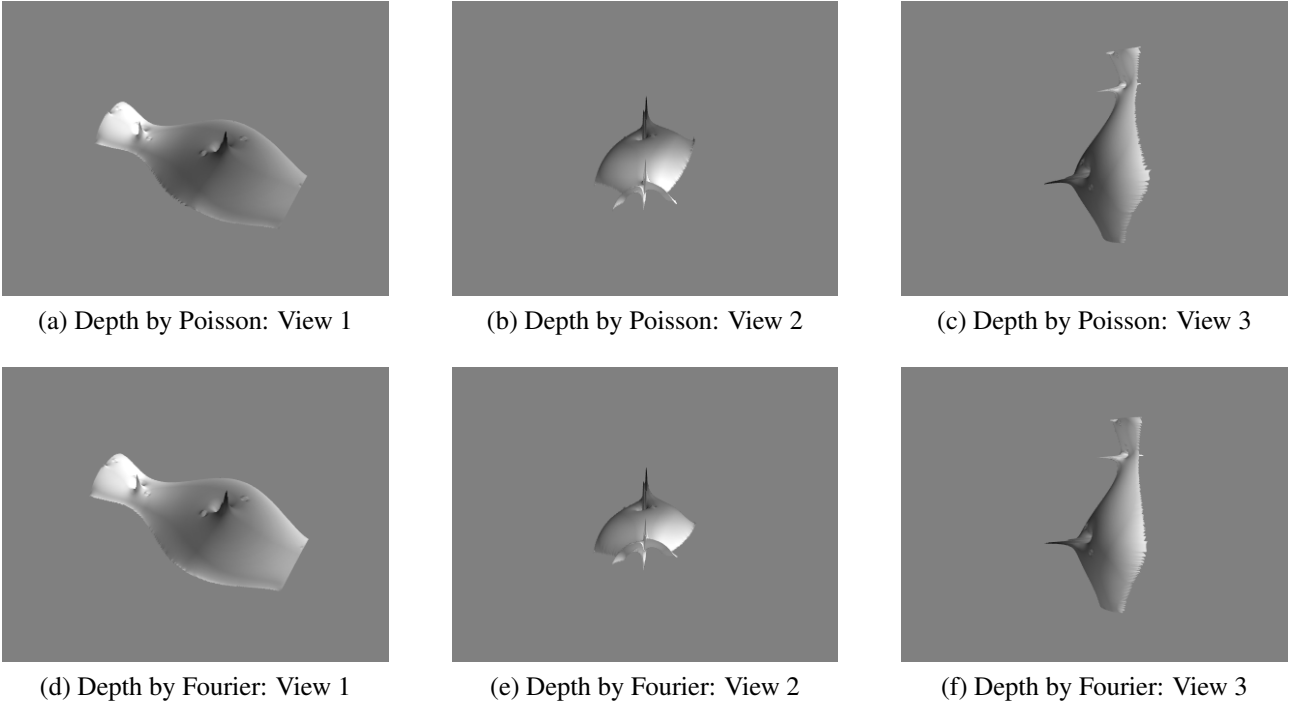 (a) Depth by Poisson: View 1
(b) Depth by Poisson: View 2
(c) Depth by Poisson: View 3
(d) Depth by Fourier: View 1
(e) Depth by Fourier: View 2
(f) Depth by Fourier: View 3